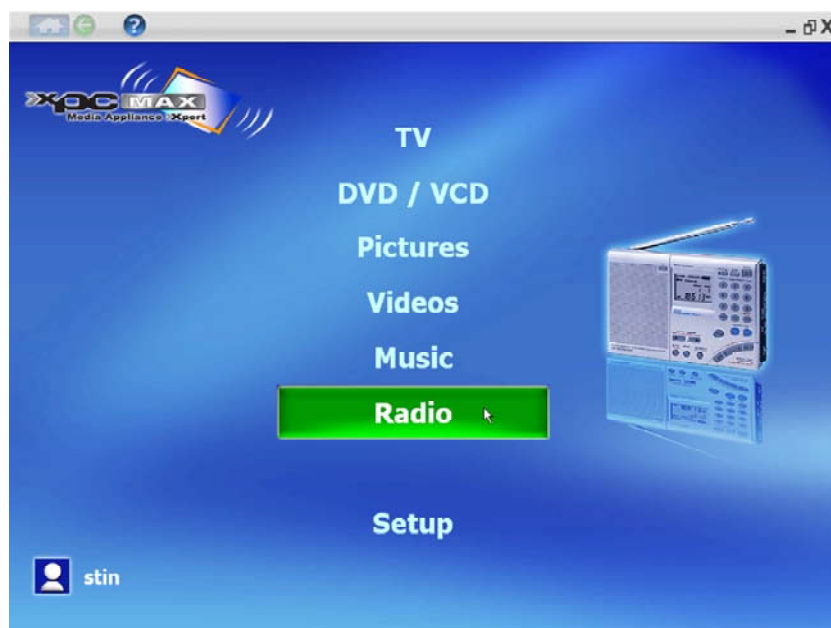 XPC MAX
Media Appliance Xpert
TV
DVD / VCD
Pictures
Videos
Music
Radio
Setup
stin